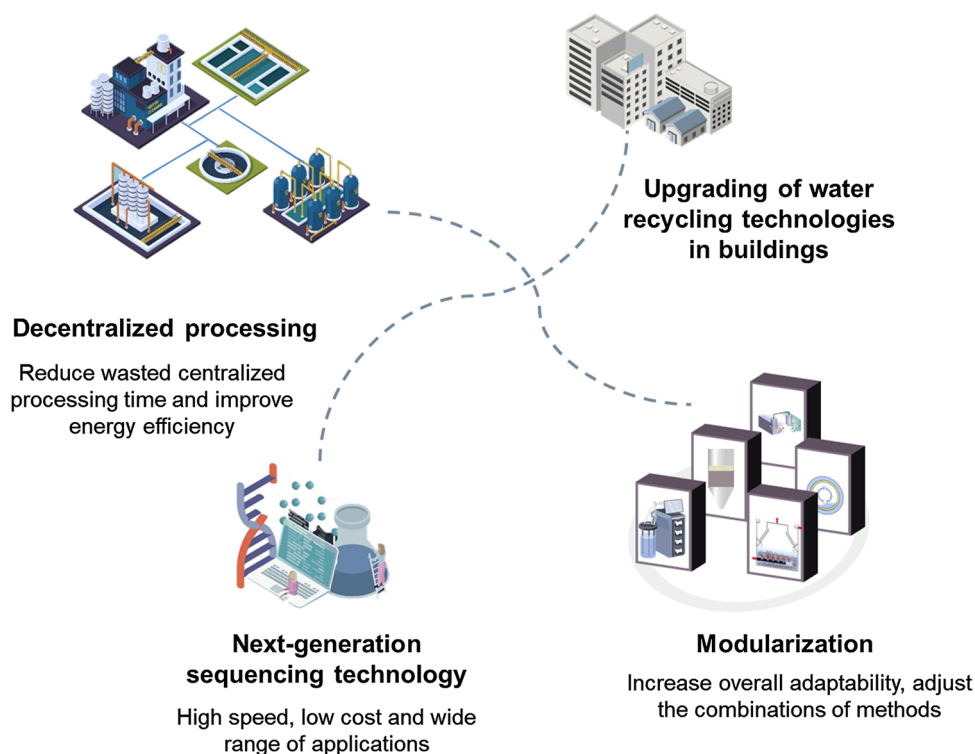 Upgrading of water
recycling technologies
in buildings
Decentralized processing
Reduce wasted centralized
processing time and improve
energy efficiency
Next-generation
sequencing technology
High speed, low cost and wide
range of applications
Modularization
Increase overall adaptability, adjust
the combinations of methods